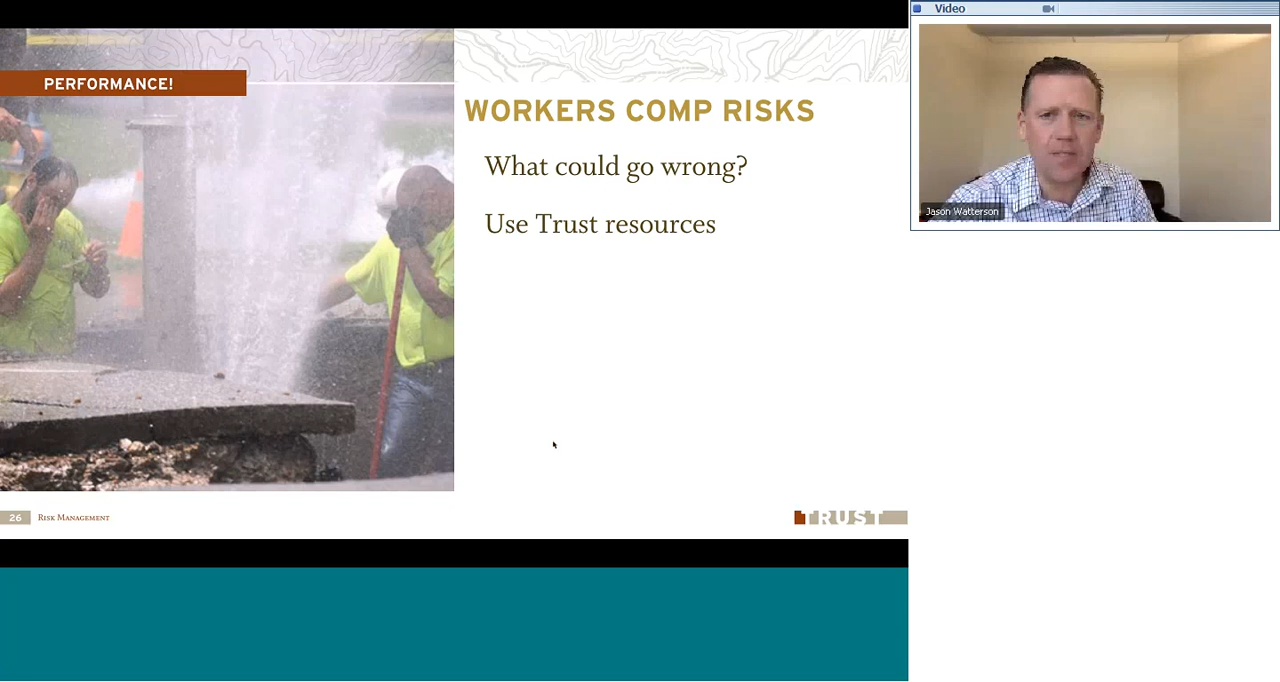 Video
PERFORMANCE!
WORKERS COMP RISKS
What could go wrong?
Use Trust resources
Jason Watterson
26 Risk Management
TRUST